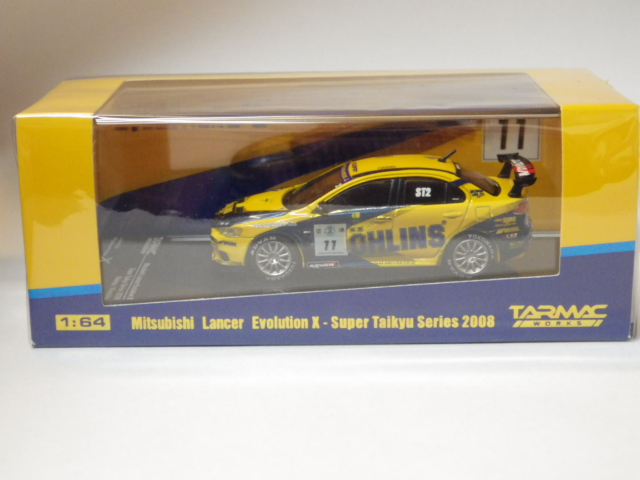 11
ST2
ÖHLINS
11
1:64
Mitsubishi Lancer Evolution X - Super Taikyu Series 2008
TARMAC
WORKS